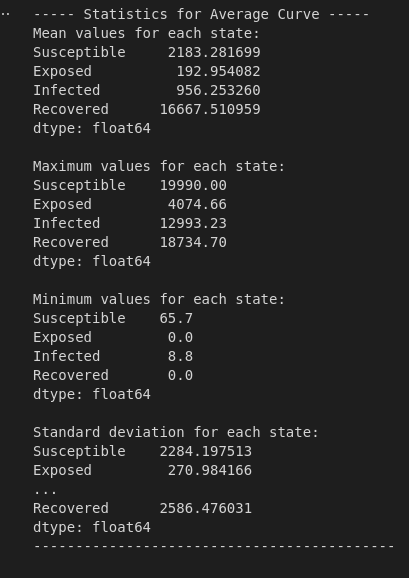 ----- Statistics for Average Curve -----
Mean values for each state:
Susceptible     2183.281699
Exposed          192.954082
Infected         956.253260
Recovered      16667.510959
dtype: float64

Maximum values for each state:
Susceptible    19990.00
Exposed         4074.66
Infected       12993.23
Recovered      18734.70
dtype: float64

Minimum values for each state:
Susceptible    65.7
Exposed         0.0
Infected        8.8
Recovered       0.0
dtype: float64

Standard deviation for each state:
Susceptible    2284.197513
Exposed         270.984166
...
Recovered      2586.476031
dtype: float64
-------------------------------------------